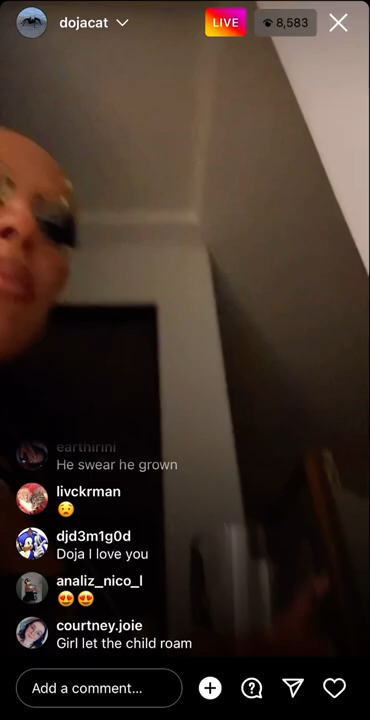 dojacat
LIVE
8,583
earthirini
He swear he grown
livckrman
😧
djd3m1g0d
Doja I love you
analiz_nico_l
😍😍
courtney.joie
Girl let the child roam
Add a comment...